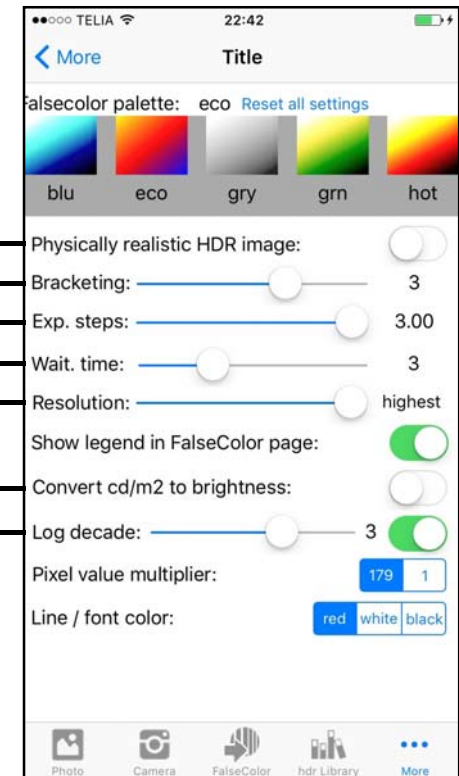 TELIA 22:42
More Title
Falsecolor palette: eco Reset all settings
blu eco gry grn hot
Physically realistic HDR image:
Bracketing: 3
Exp. steps: 3.00
Wait. time: 3
Resolution: highest
Show legend in FalseColor page:
Convert cd/m2 to brightness:
Log decade: 3
Pixel value multiplier: 179 1
Line / font color: red white black
Photo Camera FalseColor hdr Library More